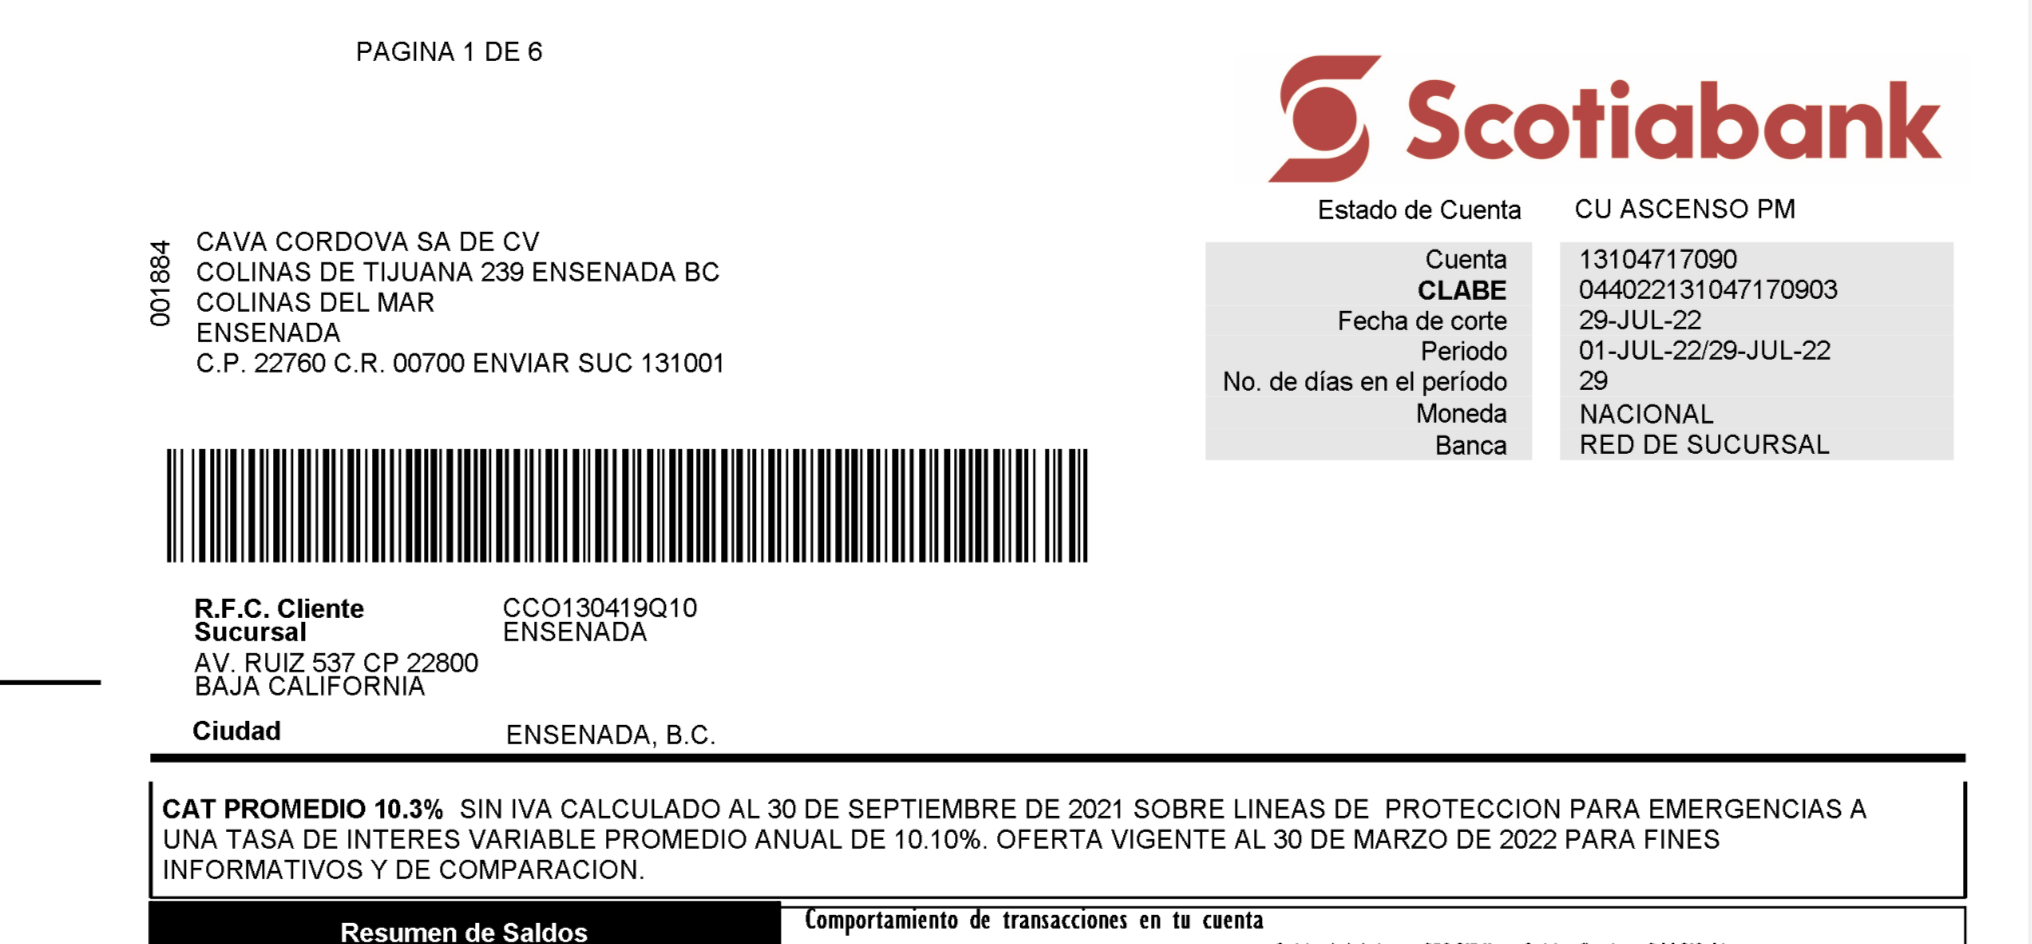 PAGINA 1 DE 6
Scotiabank
Estado de Cuenta CU ASCENSO PM
001884
CAVA CORDOVA SA DE CV
COLINAS DE TIJUANA 239 ENSENADA BC
COLINAS DEL MAR
ENSENADA
C.P. 22760 C.R. 00700 ENVIAR SUC 131001
Cuenta 13104717090
CLABE 044022131047170903
Fecha de corte 29-JUL-22
Periodo 01-JUL-22/29-JUL-22
No. de días en el período 29
Moneda NACIONAL
Banca RED DE SUCURSAL
R.F.C. Cliente CCO130419Q10
Sucursal ENSENADA
AV. RUIZ 537 CP 22800
BAJA CALIFORNIA
Ciudad ENSENADA, B.C.
CAT PROMEDIO 10.3% SIN IVA CALCULADO AL 30 DE SEPTIEMBRE DE 2021 SOBRE LINEAS DE PROTECCION PARA EMERGENCIAS A
UNA TASA DE INTERES VARIABLE PROMEDIO ANUAL DE 10.10%. OFERTA VIGENTE AL 30 DE MARZO DE 2022 PARA FINES
INFORMATIVOS Y DE COMPARACION.
Resumen de Saldos
Comportamiento de transacciones en tu cuenta